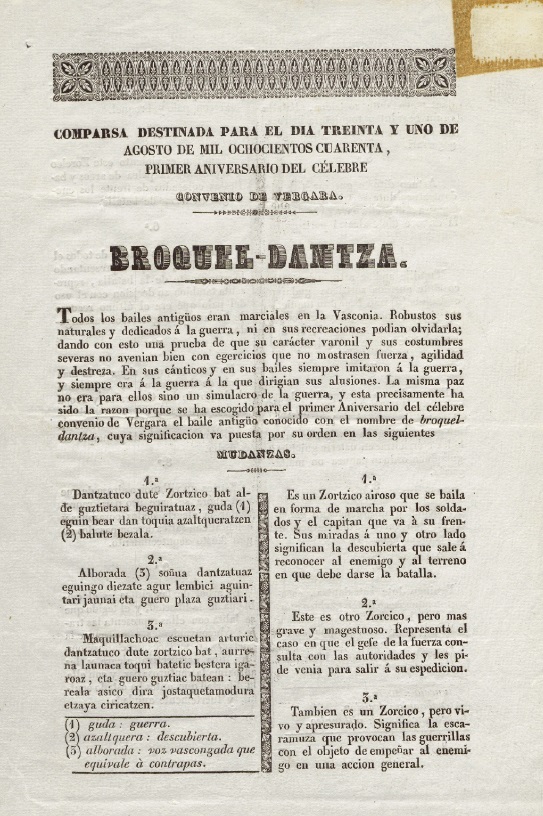 COMPARSA DESTINADA PARA EL DIA TREINTA Y UNO DE
AGOSTO DE MIL OCHOCIENTOS CUARENTA,
PRIMER ANIVERSARIO DEL CÉLEBRE
CONVENIO DE VERGARA.
BROQUEL-DANTZA.
Todos los bailes antigüos eran marciales en la Vasconia. Robustos sus
naturales y dedicados á la guerra, ni en sus recreaciones podian olvidarla;
dando con esto una prueba de que su carácter varonil y sus costumbres
severas no avenian bien con egercicios que no mostrasen fuerza, agilidad
y destreza. En sus cánticos y en sus bailes siempre imitaron á la guerra,
y siempre era á la guerra á la que dirigian sus alusiones. La misma paz
no era para ellos sino un simulacro de la guerra, y esta precisamente ha
sido la razon porque se ha escogido para el primer Aniversario del célebre
convenio de Vergara el baile antigüo conocido con el nombre de broquel-
dantza, cuya significacion va puesta por su orden en las siguientes
MUDANZAS.
1.ª
Dantzatuco dute Zortzico bat al-
de guztietara beguiratuaz, guda (1)
eguin bear dan toquia azaltqueratzen
(2) balute bezala.
2.ª
Alborada (3) soñua dantzatuaz
eguingo diezate agur lembici aguin-
tari jaunai eta guero plaza guztiari.
3.ª
Maquillachoac escuetan arturic
dantzatuco dute zortzico bat, aurre-
na launaca toqui batetic bestera iga-
roaz, eta guero guztiac batean: be-
reala asico dira jostaquetamodura
etzaya ciricatzen.
(1) guda: guerra.
(2) azaltquera: descubierta.
(3) alborada: voz vascongada que
equivale à contrapas.
1.ª
Es un Zortzico airoso que se baila
en forma de marcha por los solda-
dos y el capitan que va à su fren-
te. Sus miradas á uno y otro lado
significan la descubierta que sale á
reconocer al enemigo y al terreno
en que debe darse la batalla.
2.ª
Este es otro Zorcico, pero mas
grave y magestuoso. Representa el
caso en que el gefe de la fuerza con-
sulta con las autoridades y les pi-
de venia para salir á su espedicion.
3.ª
Tambien es un Zorcico, pero vi-
vo y apresurado. Significa la esca-
ramuza que provocan las guerrillas
con el objeto de empeñar al enemi-
go en una accion general.